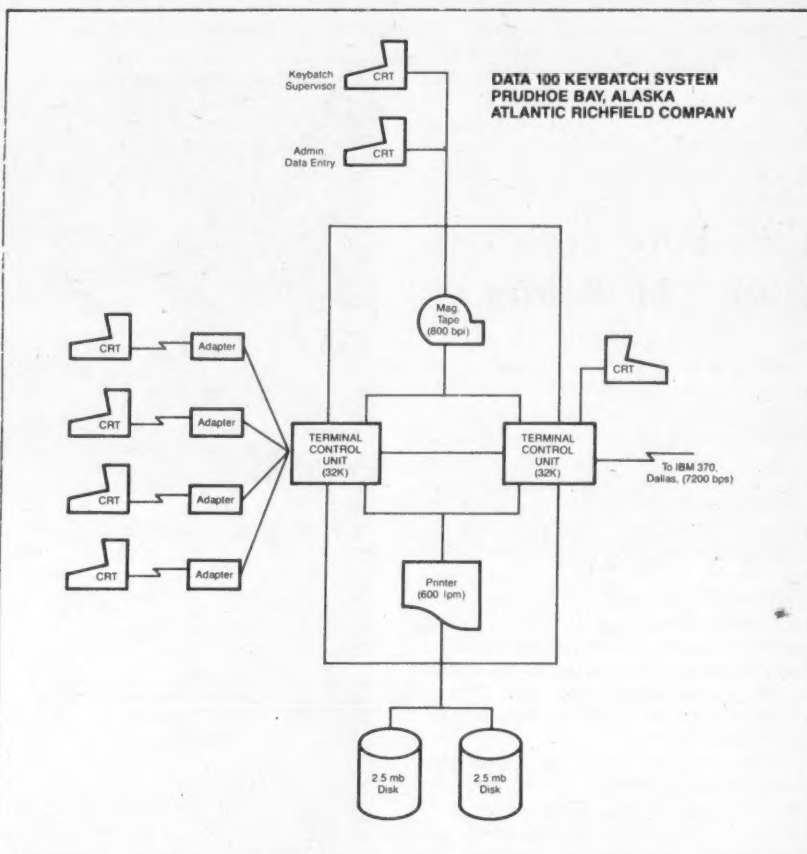 Keybatch
Supervisor
CRT
DATA 100 KEYBATCH SYSTEM
PRUDHOE BAY, ALASKA
ATLANTIC RICHFIELD COMPANY
Admin.
Data Entry
CRT
Mag.
Tape
(800 bpi)
CRT
Adapter
CRT
CRT
Adapter
TERMINAL
CONTROL
UNIT
(32K)
TERMINAL
CONTROL
UNIT
(32K)
To IBM 370,
Dallas, (7200 bps)
CRT
Adapter
CRT
Adapter
Printer
(600 lpm)
2.5 mb
Disk
2.5 mb
Disk